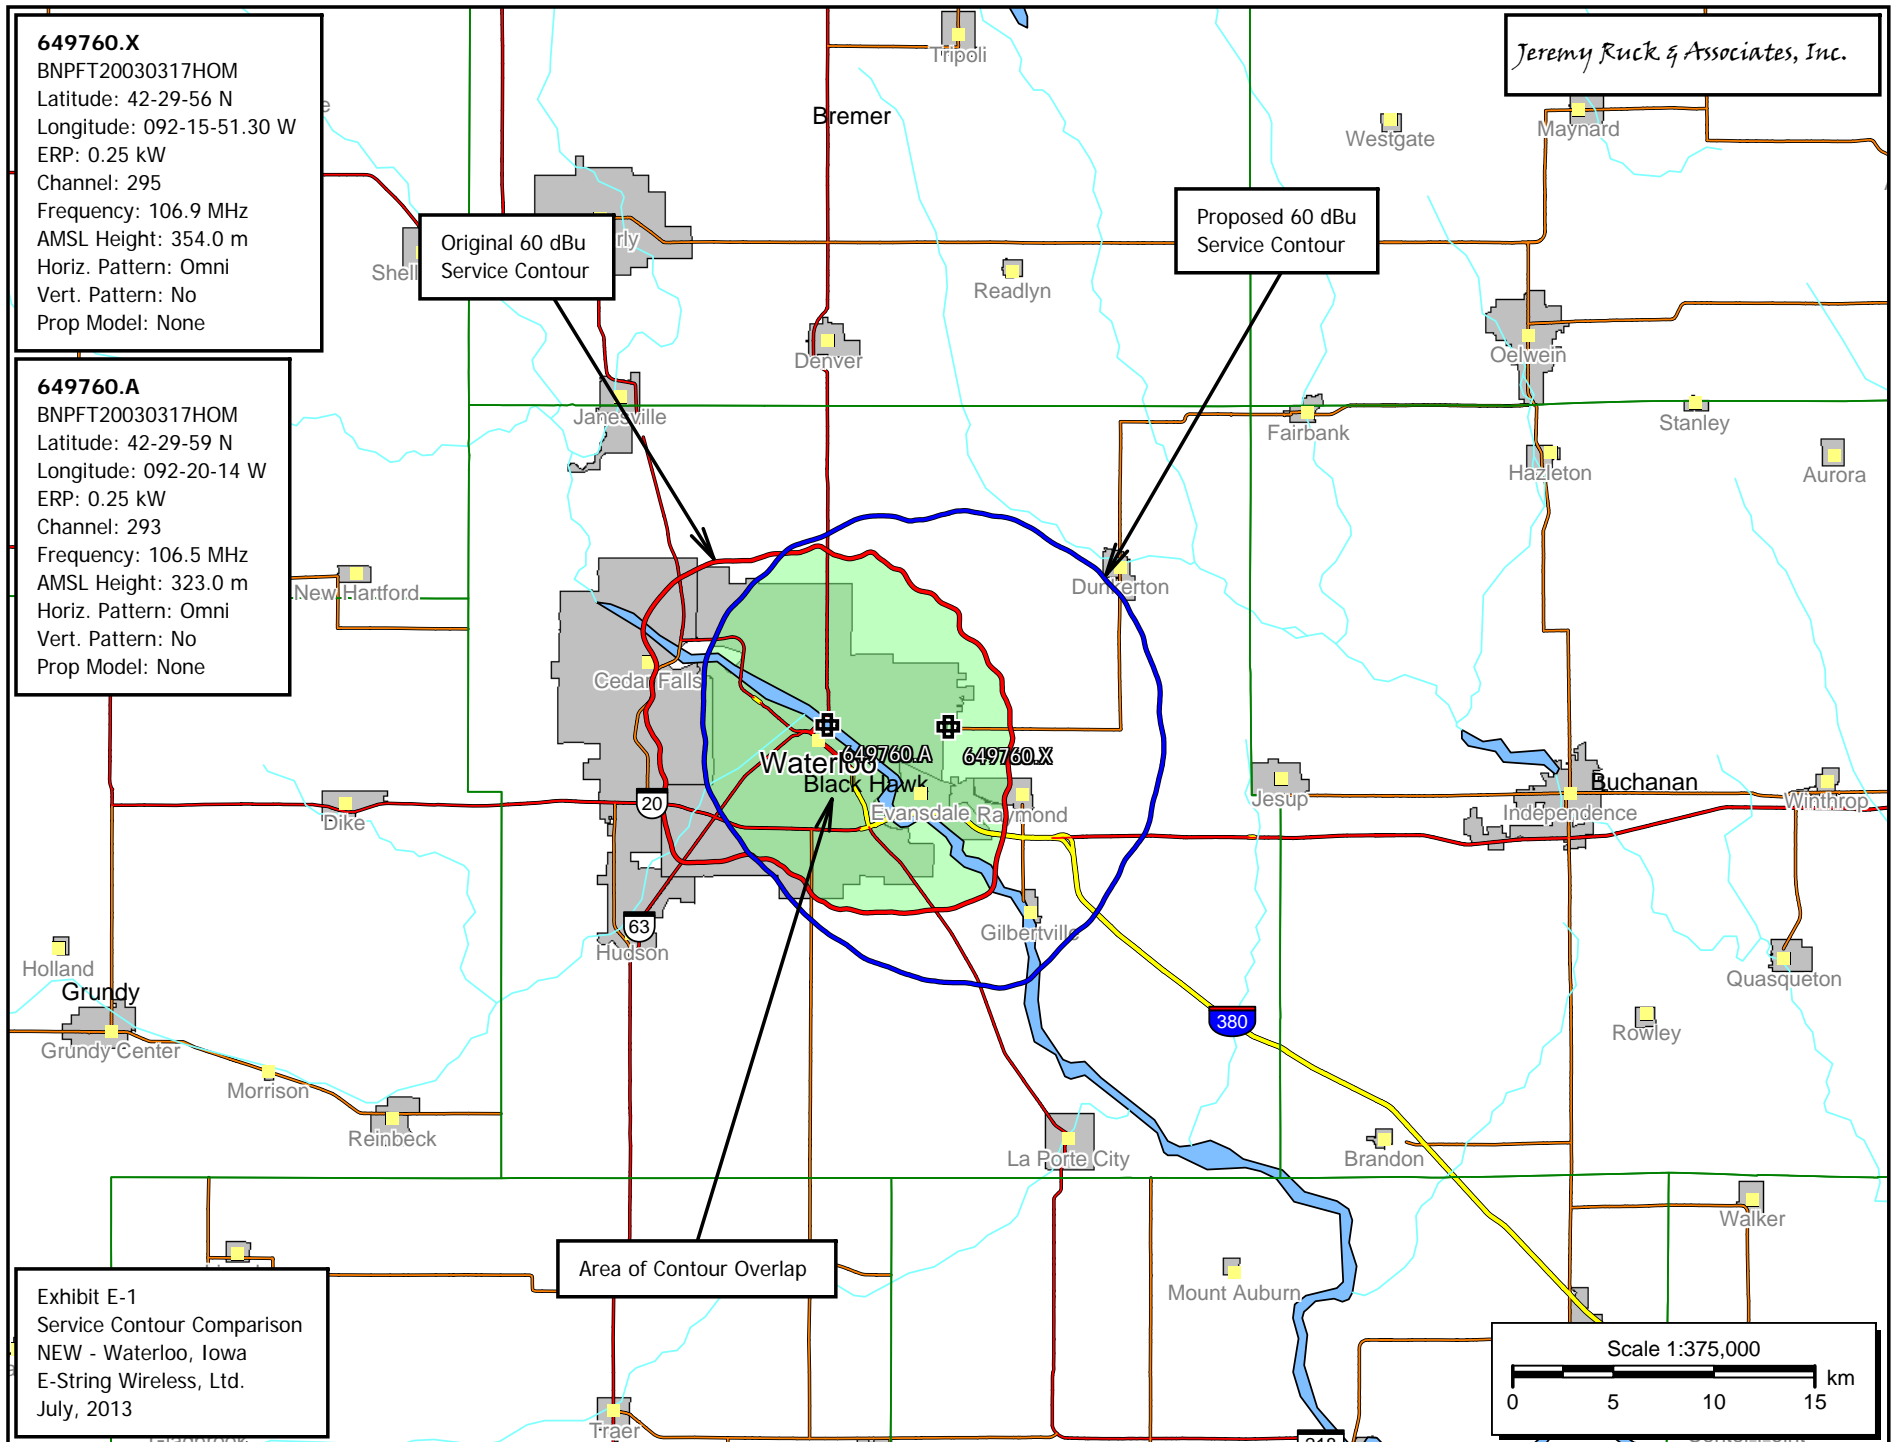 649760.X
BNPFT20030317HOM
Latitude: 42-29-56 N
Longitude: 092-15-51.30 W
ERP: 0.25 kW
Channel: 295
Frequency: 106.9 MHz
AMSL Height: 354.0 m
Horiz. Pattern: Omni
Vert. Pattern: No
Prop Model: None
649760.A
BNPFT20030317HOM
Latitude: 42-29-59 N
Longitude: 092-20-14 W
ERP: 0.25 kW
Channel: 293
Frequency: 106.5 MHz
AMSL Height: 323.0 m
Horiz. Pattern: Omni
Vert. Pattern: No
Prop Model: None
Jeremy Ruck & Associates, Inc.
Tripoli
Bremer
Westgate
Maynard
Original 60 dBu
Service Contour
Proposed 60 dBu
Service Contour
rly
Shell
Readlyn
Denver
Oelwein
Janesville
Fairbank
Stanley
Hazleton
Aurora
New Hartford
Dunkerton
Cedar Falls
649760.A
649760.X
Waterloo
Black Hawk
Evansdale
Raymond
20
Dike
Jesup
Buchanan
Independence
Winthrop
63
Hudson
Gilbertville
Holland
Grundy
Quasqueton
380
Rowley
Grundy Center
Morrison
Reinbeck
La Porte City
Brandon
Walker
Area of Contour Overlap
Mount Auburn
Exhibit E-1
Service Contour Comparison
NEW - Waterloo, Iowa
E-String Wireless, Ltd.
July, 2013
Scale 1:375,000
km
0 5 10 15
Traer
218